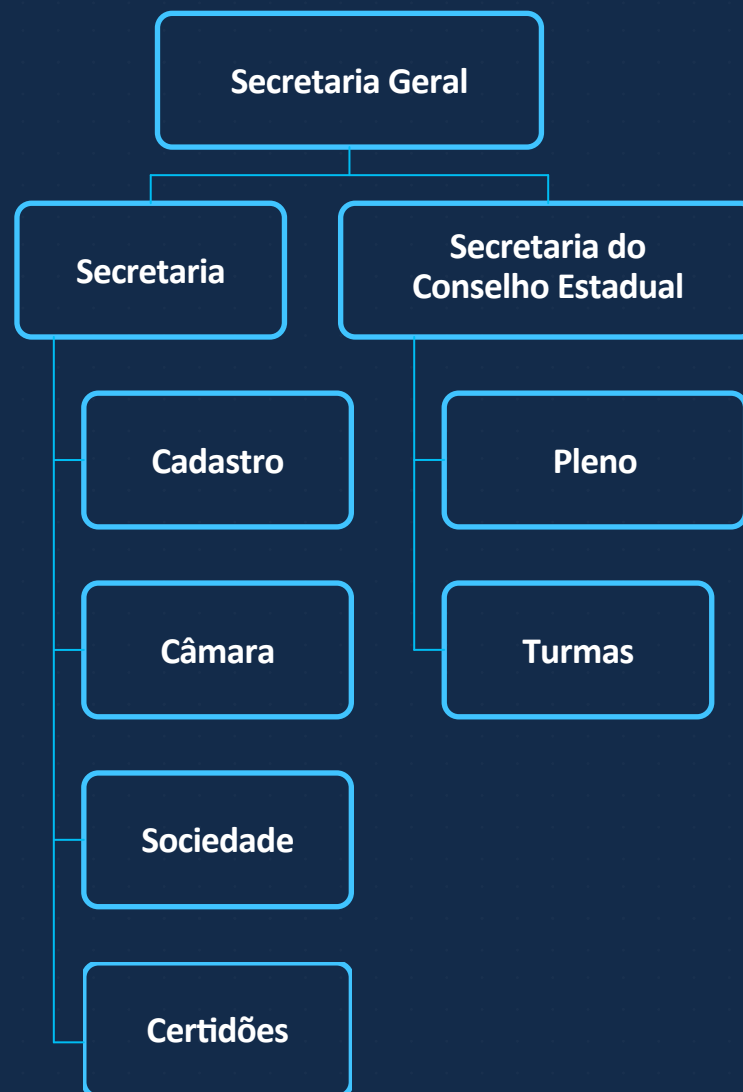 Secretaria Geral
Secretaria
Secretaria do
Conselho Estadual
Cadastro
Pleno
Câmara
Turmas
Sociedade
Certidões